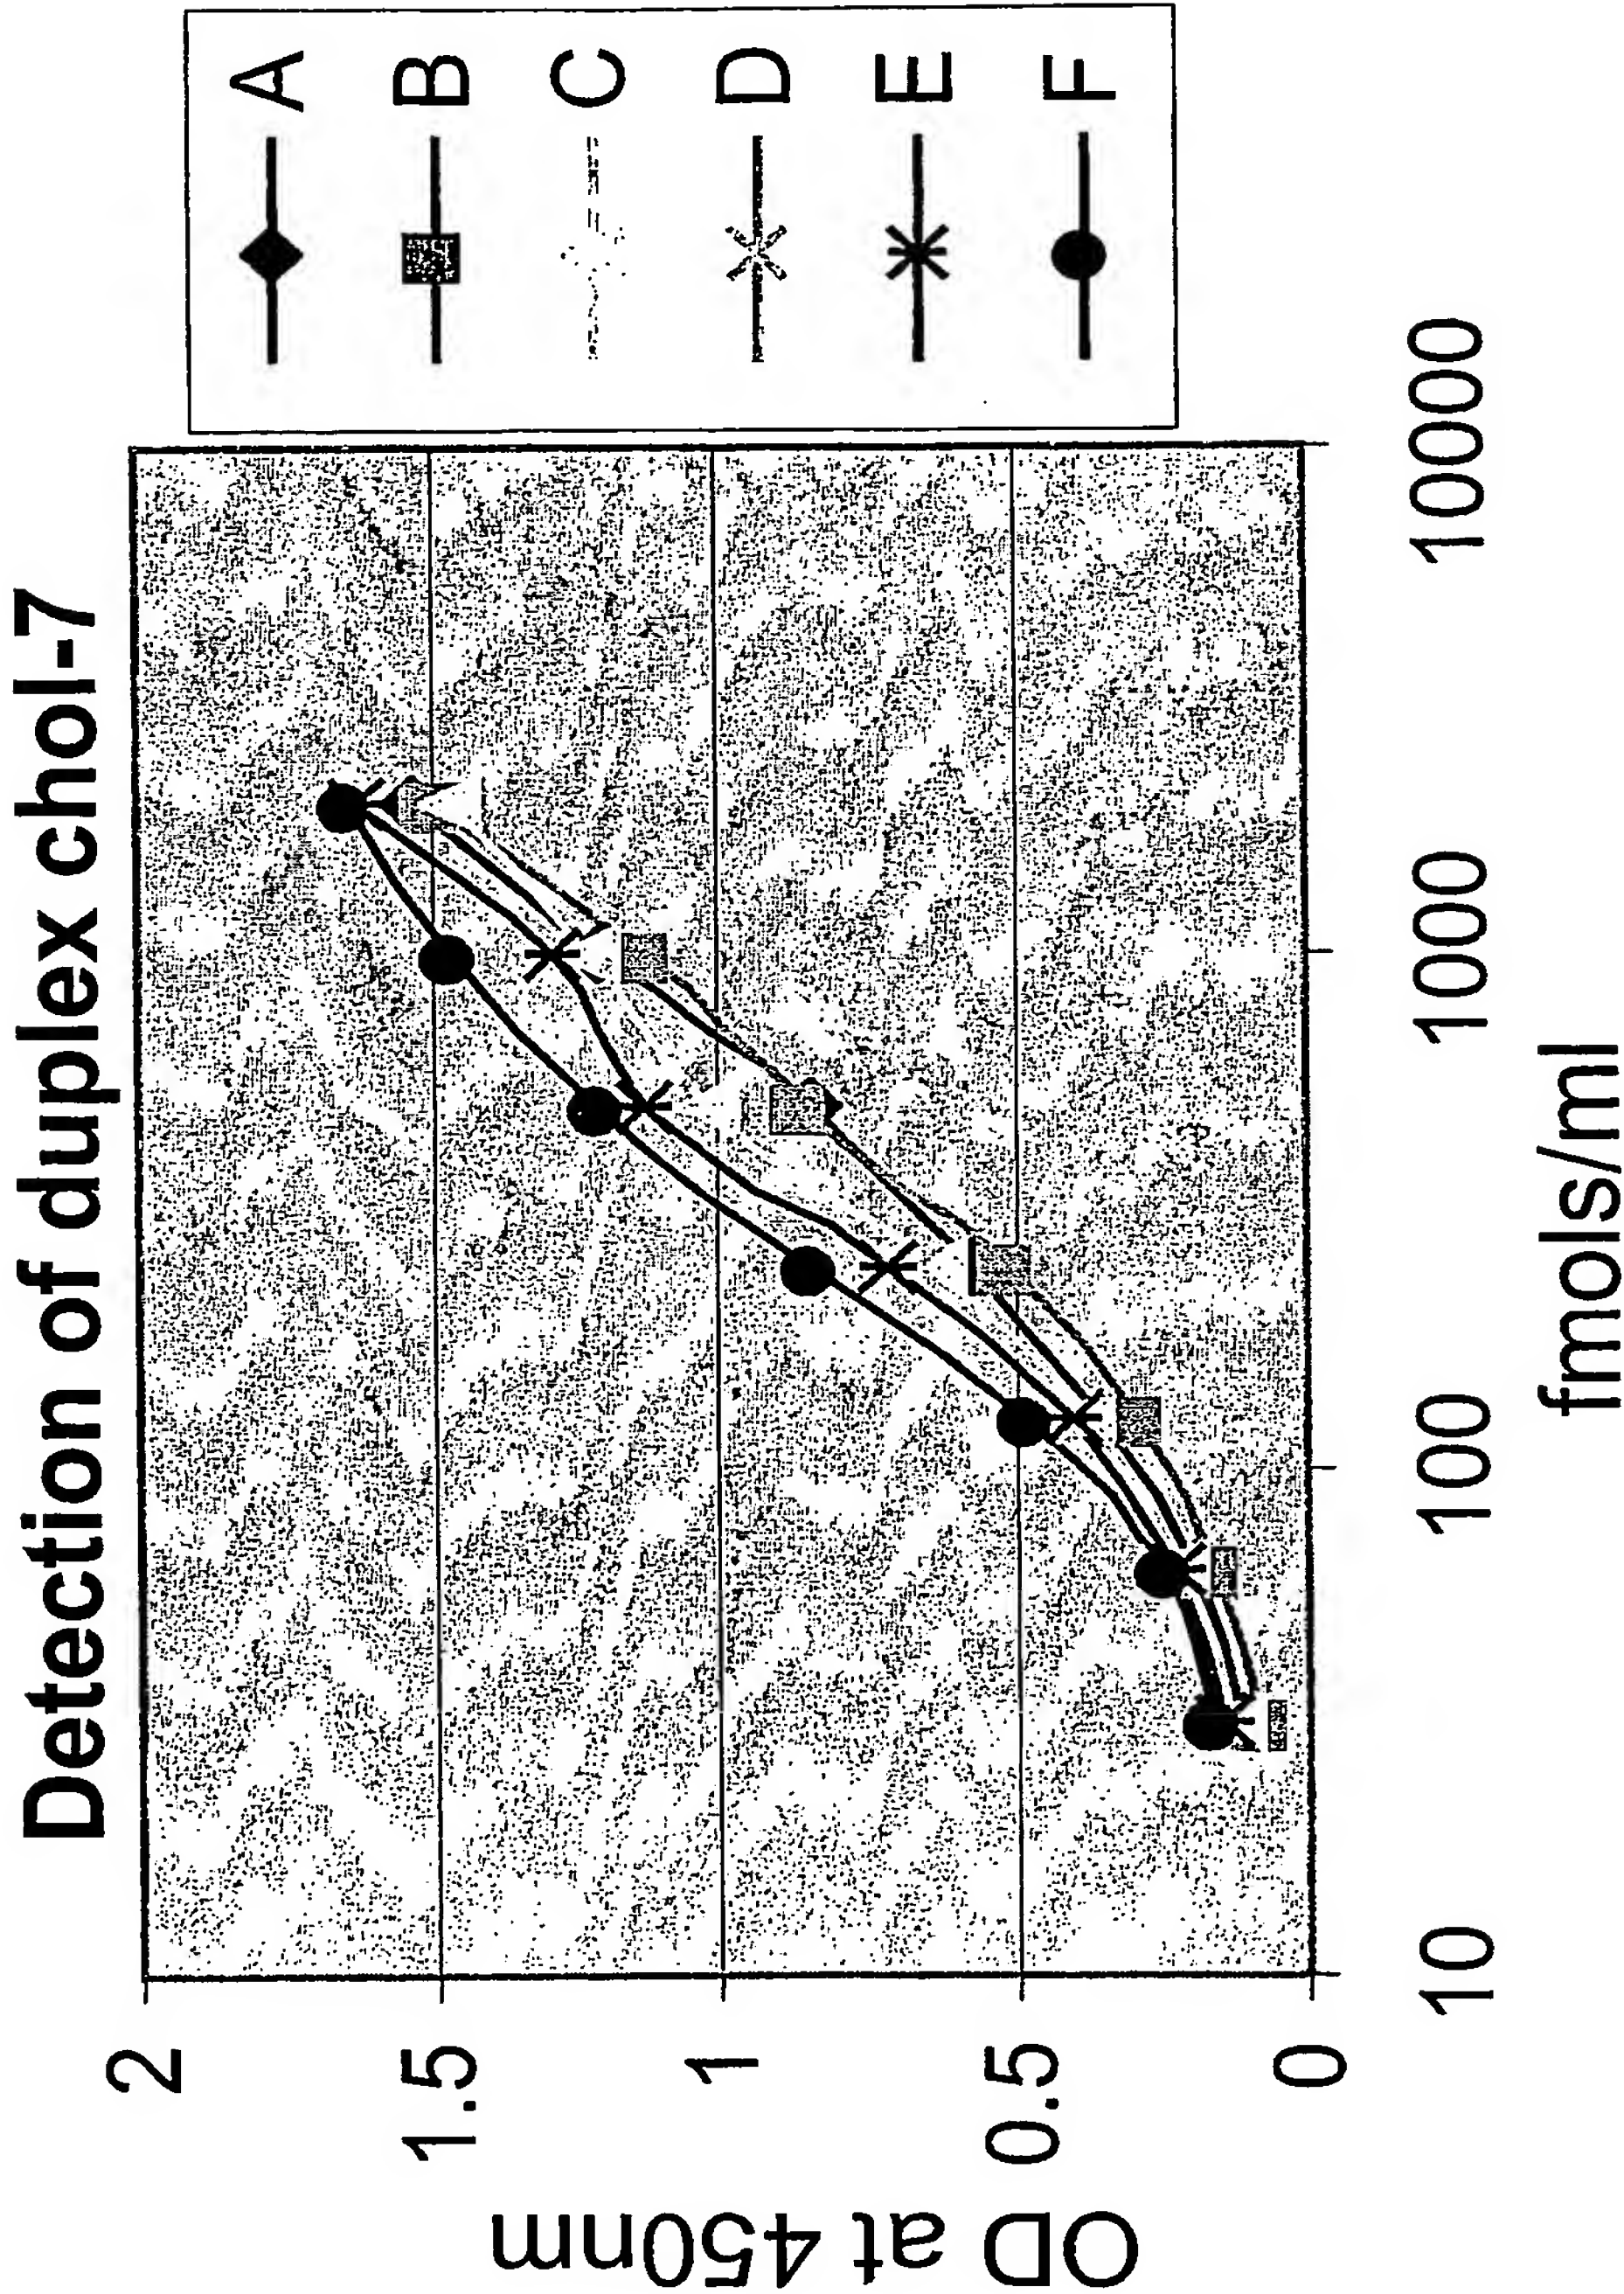 Detection of duplex chol-7
OD at 450nm
2
1.5
1
0.5
0
10
100
1000
10000
fmols/ml
A
B
C
D
E
F